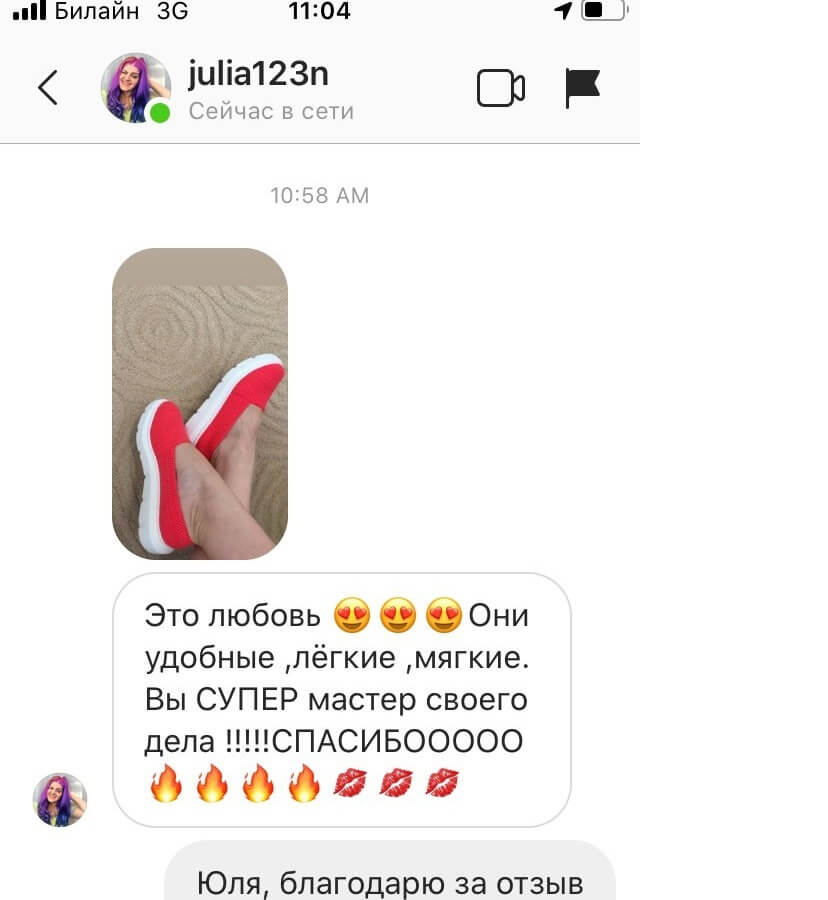 Билайн 3G 11:04
julia123n
Сейчас в сети
10:58 AM
Это любовь 😍😍😍Они
удобные ,лёгкие ,мягкие.
Вы СУПЕР мастер своего
дела !!!!!СПАСИБООООО
🔥🔥🔥🔥💋💋💋
Юля, благодарю за отзыв